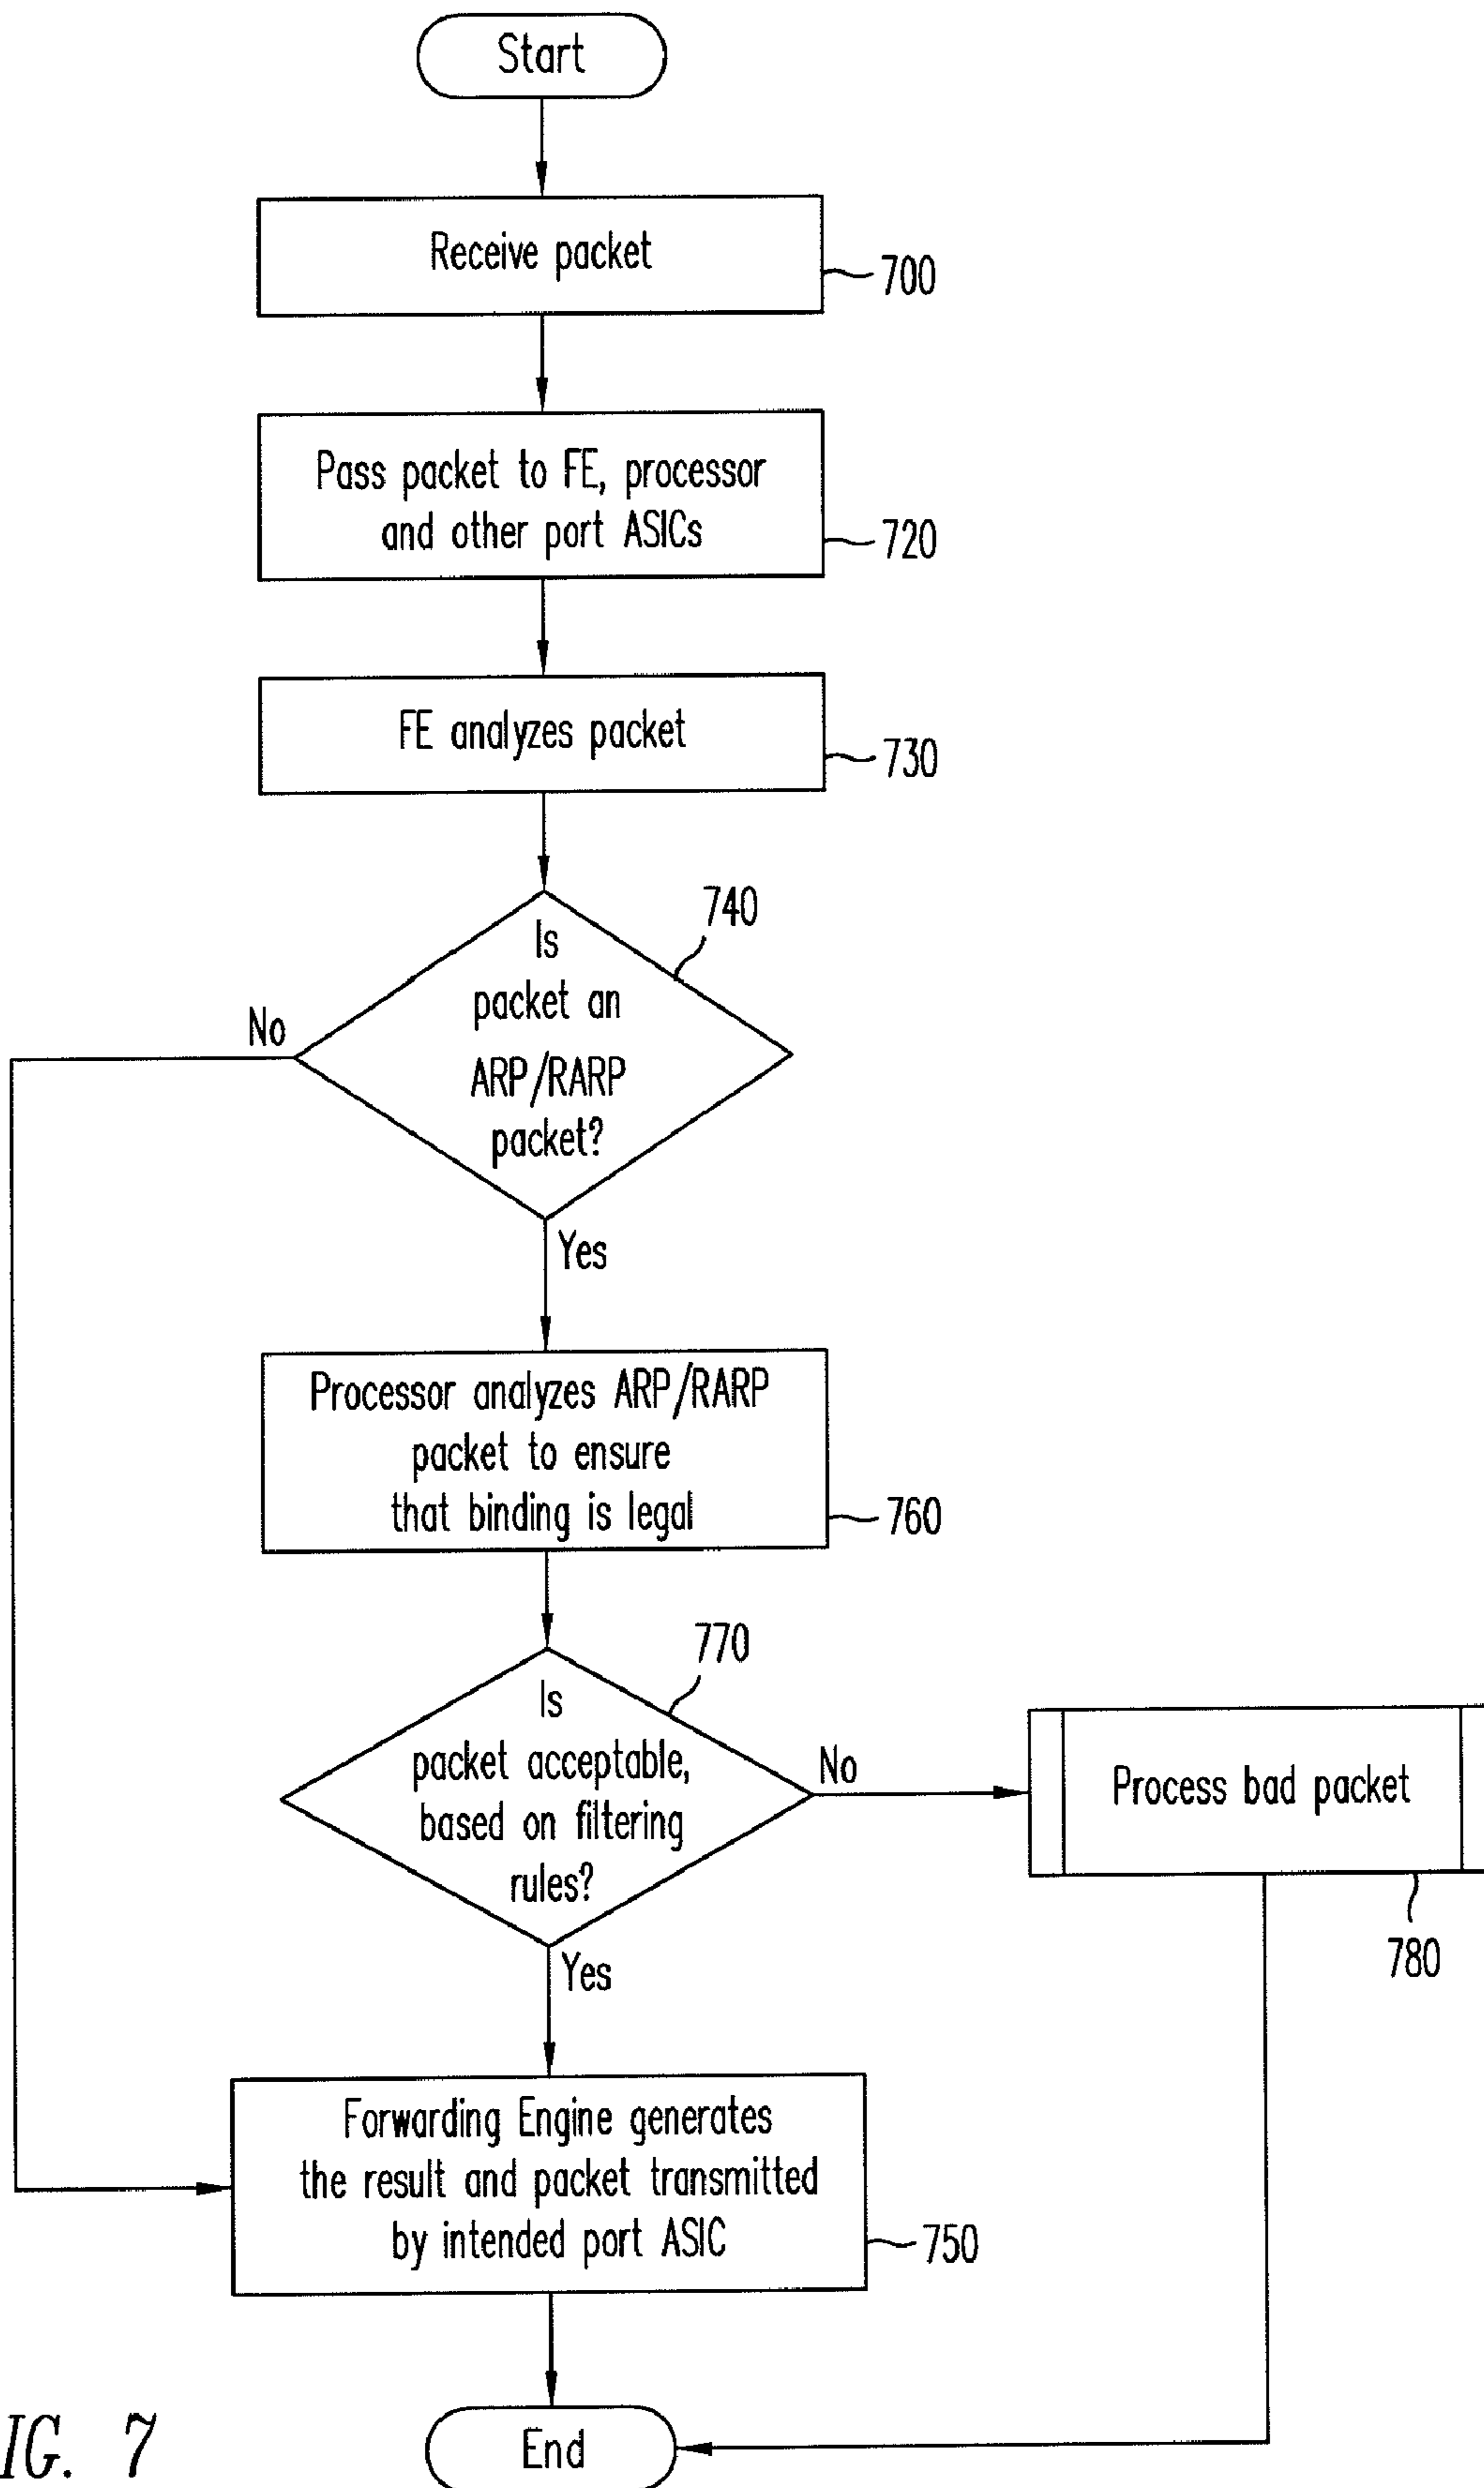 Start
Receive packet
700
Pass packet to FE, processor
and other port ASICs
720
FE analyzes packet
730
740
Is
packet an
ARP/RARP
packet?
No
Yes
Processor analyzes ARP/RARP
packet to ensure
that binding is legal
760
770
Is
packet acceptable,
based on filtering
rules?
No
Process bad packet
780
Yes
Forwarding Engine generates
the result and packet transmitted
by intended port ASIC
750
End
IG. 7